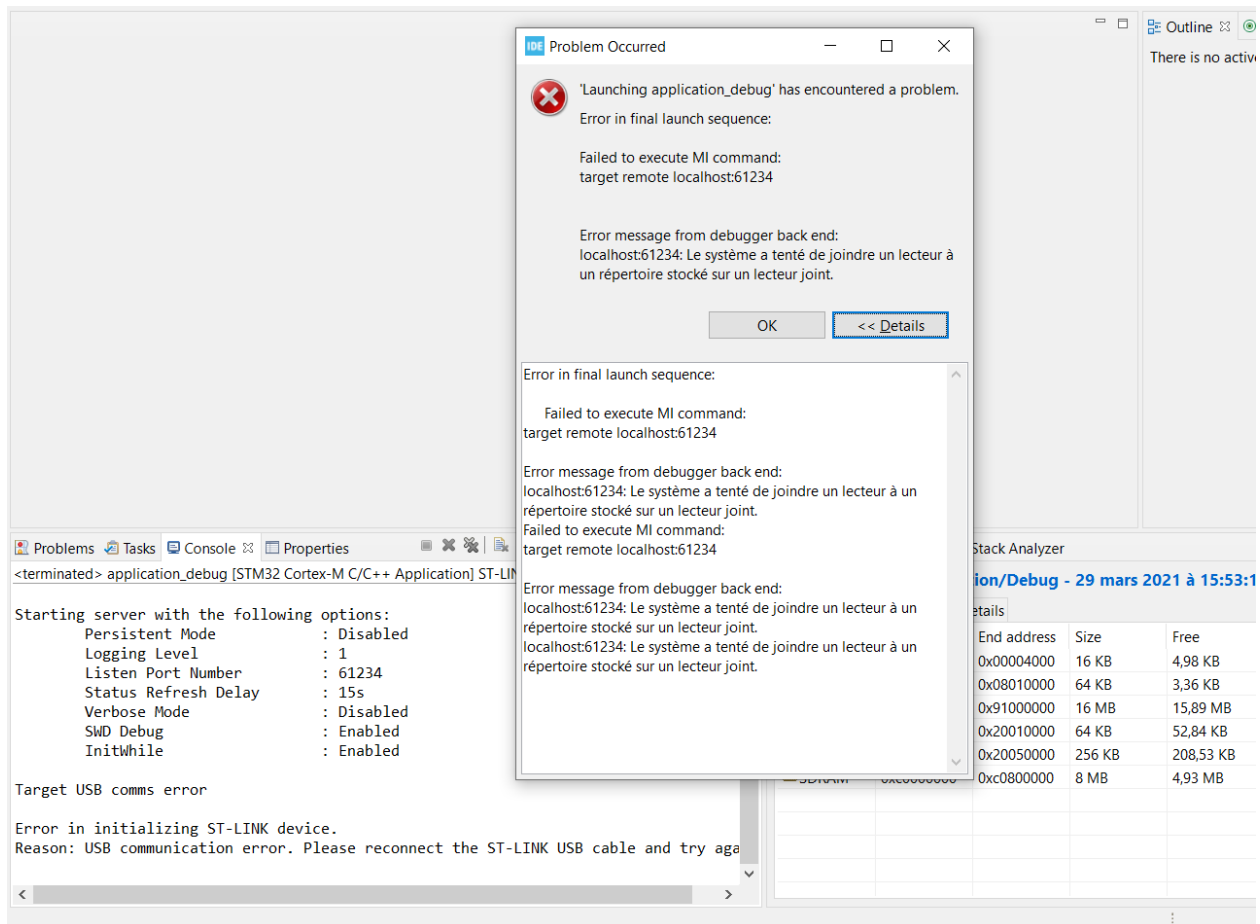 Outline
There is no active
IDE Problem Occurred
'Launching application_debug' has encountered a problem.
Error in final launch sequence:
Failed to execute MI command:
target remote localhost:61234
Error message from debugger back end:
localhost:61234: Le système a tenté de joindre un lecteur à
un répertoire stocké sur un lecteur joint.
OK
<< Details
Error in final launch sequence:
Failed to execute MI command:
target remote localhost:61234
Error message from debugger back end:
localhost:61234: Le système a tenté de joindre un lecteur à un
répertoire stocké sur un lecteur joint.
Failed to execute MI command:
target remote localhost:61234
Error message from debugger back end:
localhost:61234: Le système a tenté de joindre un lecteur à un
répertoire stocké sur un lecteur joint.
localhost:61234: Le système a tenté de joindre un lecteur à un
répertoire stocké sur un lecteur joint.
Problems Tasks Console Properties
<terminated> application_debug [STM32 Cortex-M C/C++ Application] ST-LIN
Starting server with the following options:
Persistent Mode : Disabled
Logging Level : 1
Listen Port Number : 61234
Status Refresh Delay : 15s
Verbose Mode : Disabled
SWD Debug : Enabled
InitWhile : Enabled
Target USB comms error
Error in initializing ST-LINK device.
Reason: USB communication error. Please reconnect the ST-LINK USB cable and try aga
Stack Analyzer
ion/Debug - 29 mars 2021 à 15:53:1
etails
End address Size Free
0x00004000 16 KB 4,98 KB
0x08010000 64 KB 3,36 KB
0x91000000 16 MB 15,89 MB
0x20010000 64 KB 52,84 KB
0x20050000 256 KB 208,53 KB
SDRAM 0xc0000000 0xc0800000 8 MB 4,93 MB